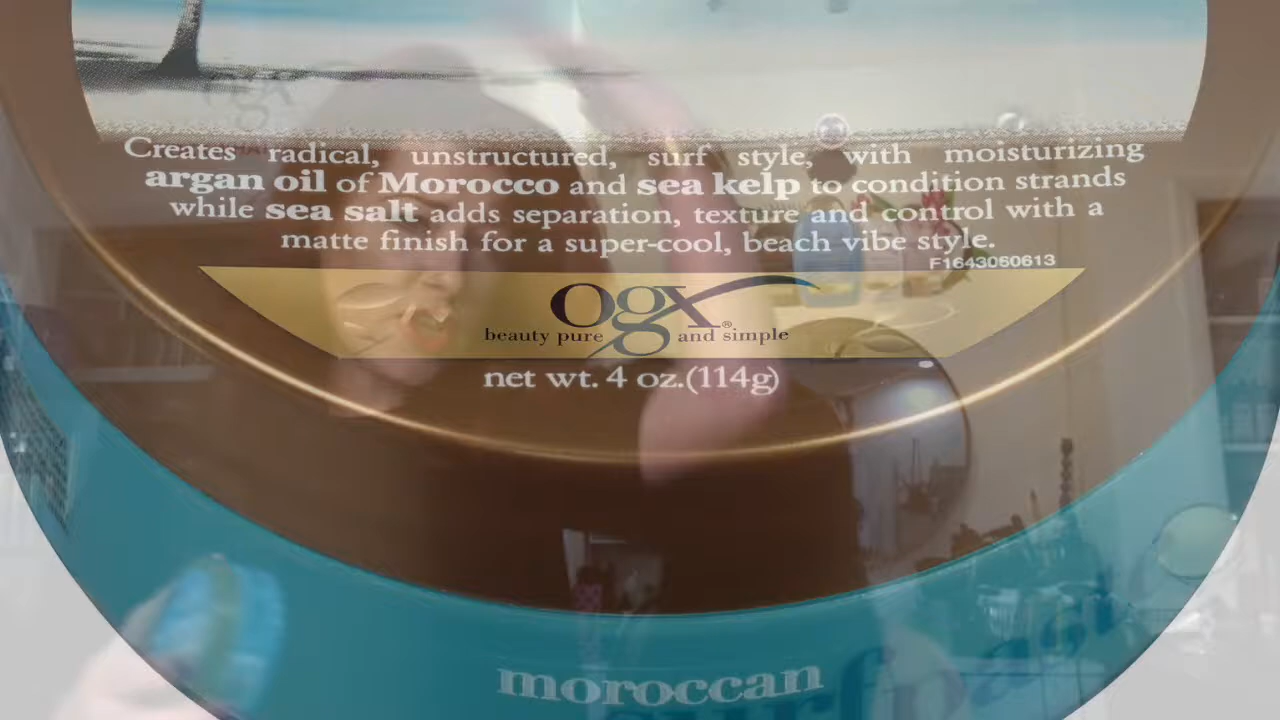 Creates radical, unstructured, surf style, with moisturizing
argan oil of Morocco and sea kelp to condition strands
while sea salt adds separation, texture and control with a
matte finish for a super-cool, beach vibe style.
F1643060613
ogx®
beauty pure and simple
net wt. 4 oz.(114g)
moroccan